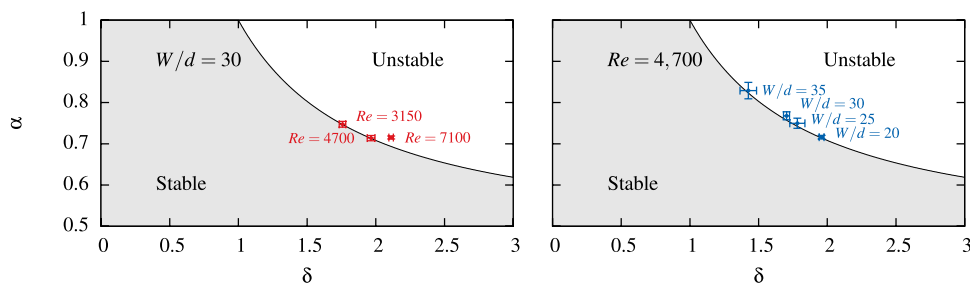 1
0.9
0.8
0.7
0.6
0.5
α
W/d = 30
Unstable
Re = 3150
Re = 4700
Re = 7100
Stable
0 0.5 1 1.5 2 2.5 3
δ
Re = 4,700
Unstable
W/d = 35
W/d = 30
W/d = 25
W/d = 20
Stable
0 0.5 1 1.5 2 2.5 3
δ